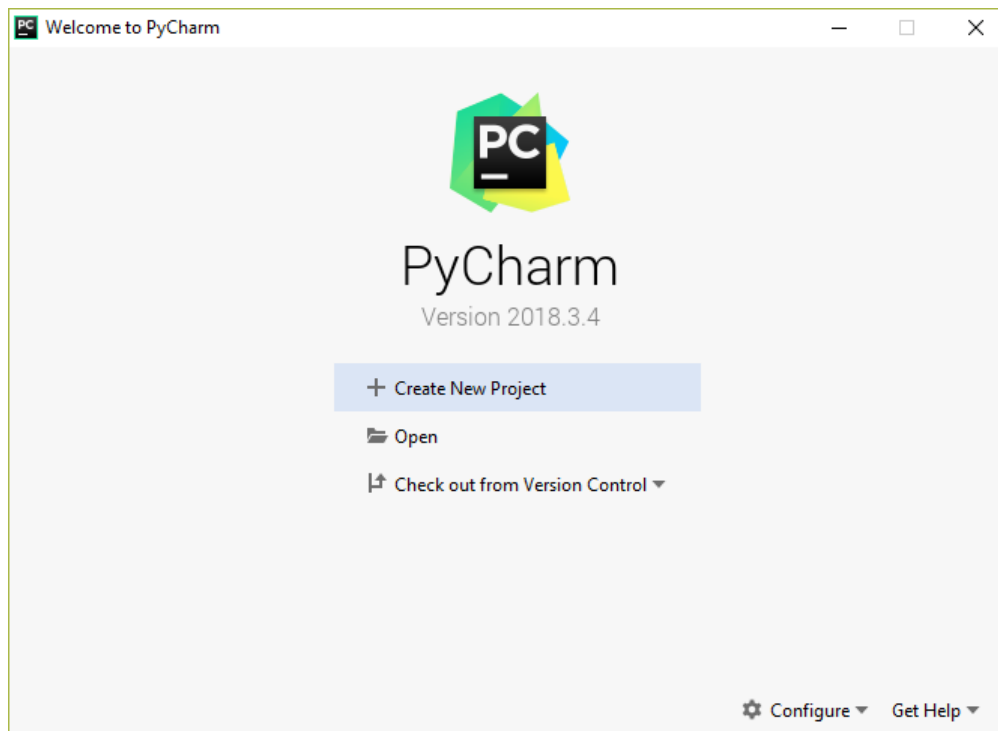 PC Welcome to PyCharm
PC
PyCharm
Version 2018.3.4
Create New Project
Open
Check out from Version Control
Configure Get Help